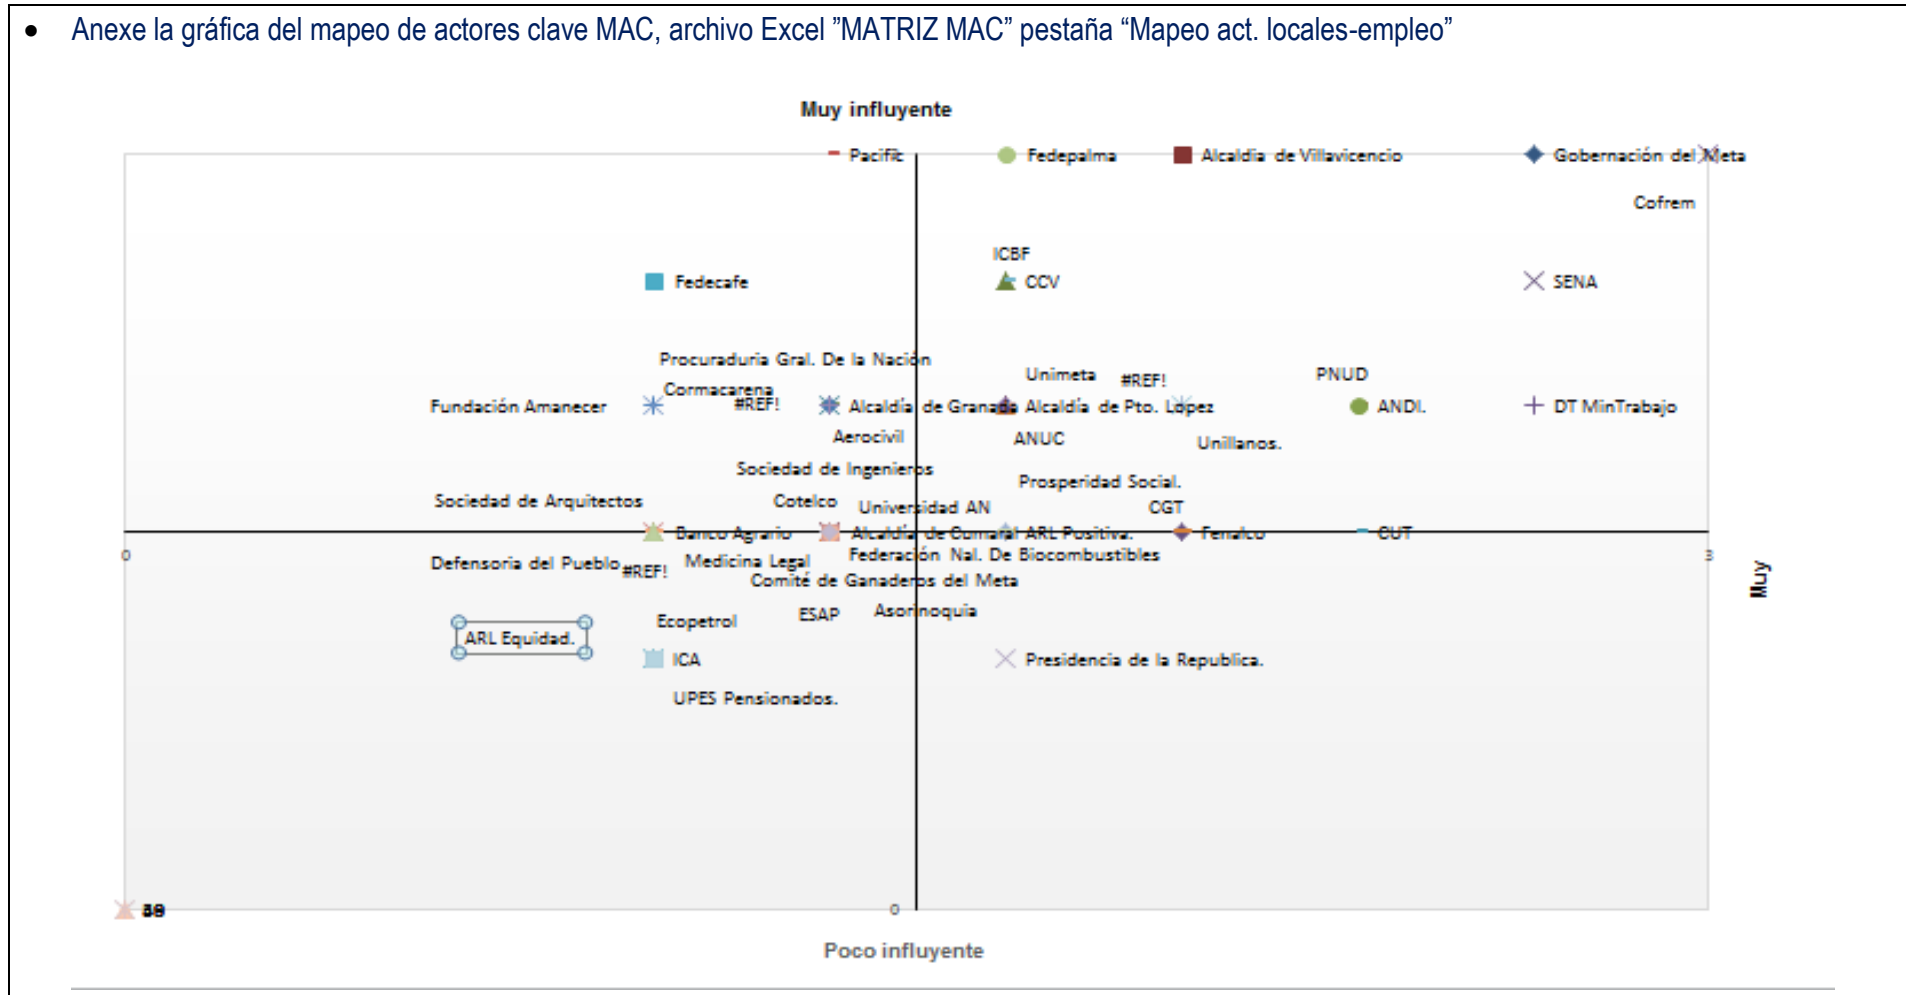 • Anexe la gráfica del mapeo de actores clave MAC, archivo Excel ”MATRIZ MAC” pestaña “Mapeo act. locales-empleo”
Muy influyente
Pacific
Fedepalma
Alcaldia de Villavicencio
Gobernación del Meta
Cofrem
ICBF
Fedecafe
CCV
SENA
Procuraduria Gral. De la Nación
Unimeta
#REF!
PNUD
Cormacarena
#REF!
Fundación Amanecer
Alcaldía de Granada
Alcaldía de Pto. López
ANDI.
DT MinTrabajo
Aerocivil
ANUC
Unillanos.
Sociedad de Ingenieros
Prosperidad Social.
Sociedad de Arquitectos
Cotelco
Universidad AN
CGT
Banco Agrario
Alcaldía de Cumaral
ARL Positiva.
Fenalco
CUT
0
3
Defensoria del Pueblo
#REF!
Medicina Legal
Federación Nal. De Biocombustibles
Comité de Ganaderos del Meta
Muy
ESAP
Asorinoquia
Ecopetrol
ARL Equidad.
ICA
Presidencia de la Republica.
UPES Pensionados.
0
Poco influyente